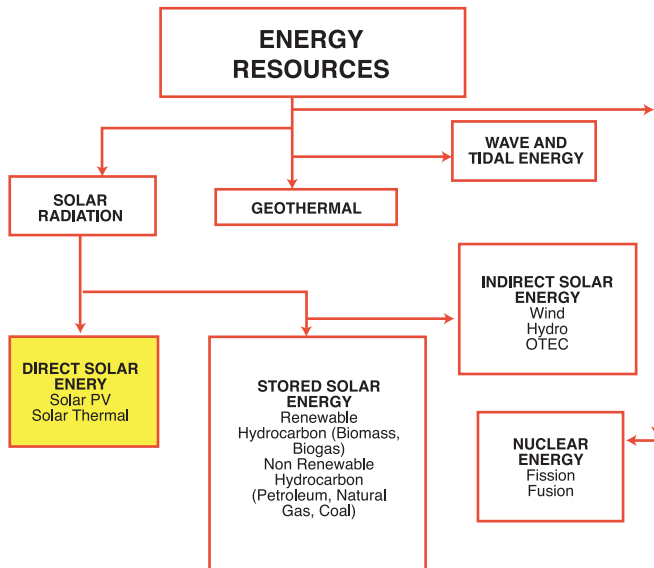 ENERGY
RESOURCES
WAVE AND
TIDAL ENERGY
SOLAR
RADIATION
GEOTHERMAL
INDIRECT SOLAR
ENERGY
Wind
Hydro
OTEC
DIRECT SOLAR
ENERY
Solar PV
Solar Thermal
STORED SOLAR
ENERGY
Renewable
Hydrocarbon (Biomass,
Biogas)
Non Renewable
Hydrocarbon
(Petroleum, Natural
Gas, Coal)
NUCLEAR
ENERGY
Fission
Fusion